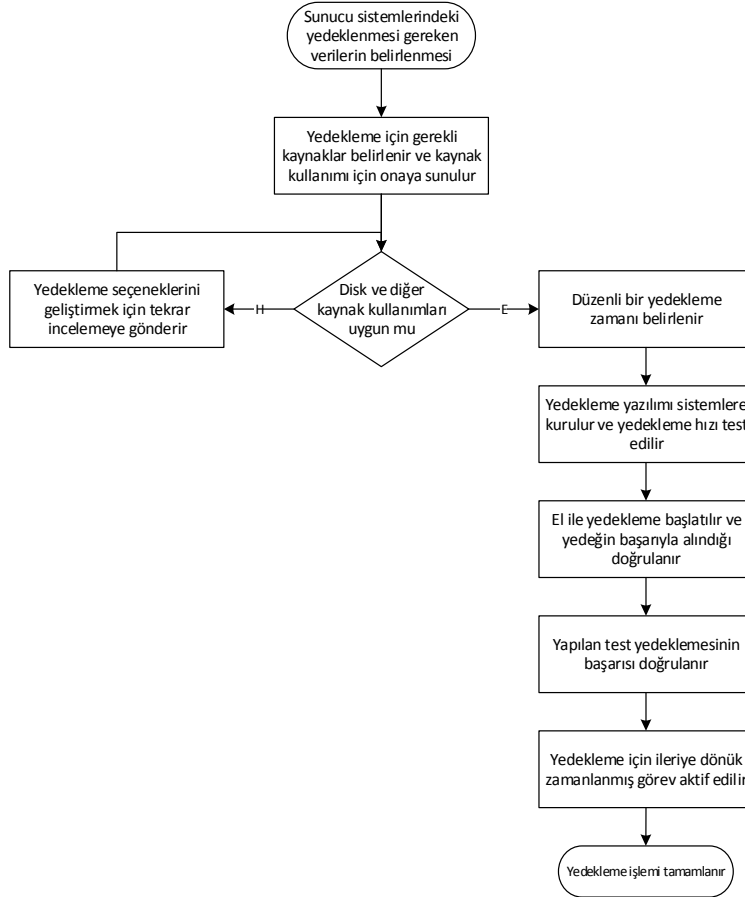 Sunucu sistemlerindeki
yedeklenmesi gereken
verilerin belirlenmesi
Yedekleme için gerekli
kaynaklar belirlenir ve kaynak
kullanımı için onaya sunulur
Yedekleme seçeneklerini
geliştirmek için tekrar
incelemeye gönderir
H
Disk ve diğer
kaynak kullanımları
uygun mu
E
Düzenli bir yedekleme
zamanı belirlenir
Yedekleme yazılımı sistemlere
kurulur ve yedekleme hızı test
edilir
El ile yedekleme başlatılır ve
yedeğin başarıyla alındığı
doğrulanır
Yapılan test yedeklemesinin
başarısı doğrulanır
Yedekleme için ileriye dönük
zamanlanmış görev aktif edilir
Yedekleme işlemi tamamlanır